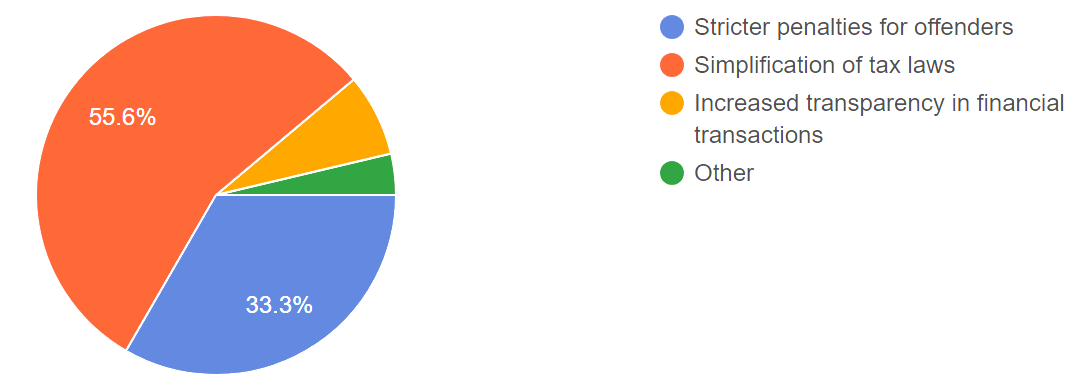 Stricter penalties for offenders
Simplification of tax laws
Increased transparency in financial
transactions
Other
55.6%
33.3%